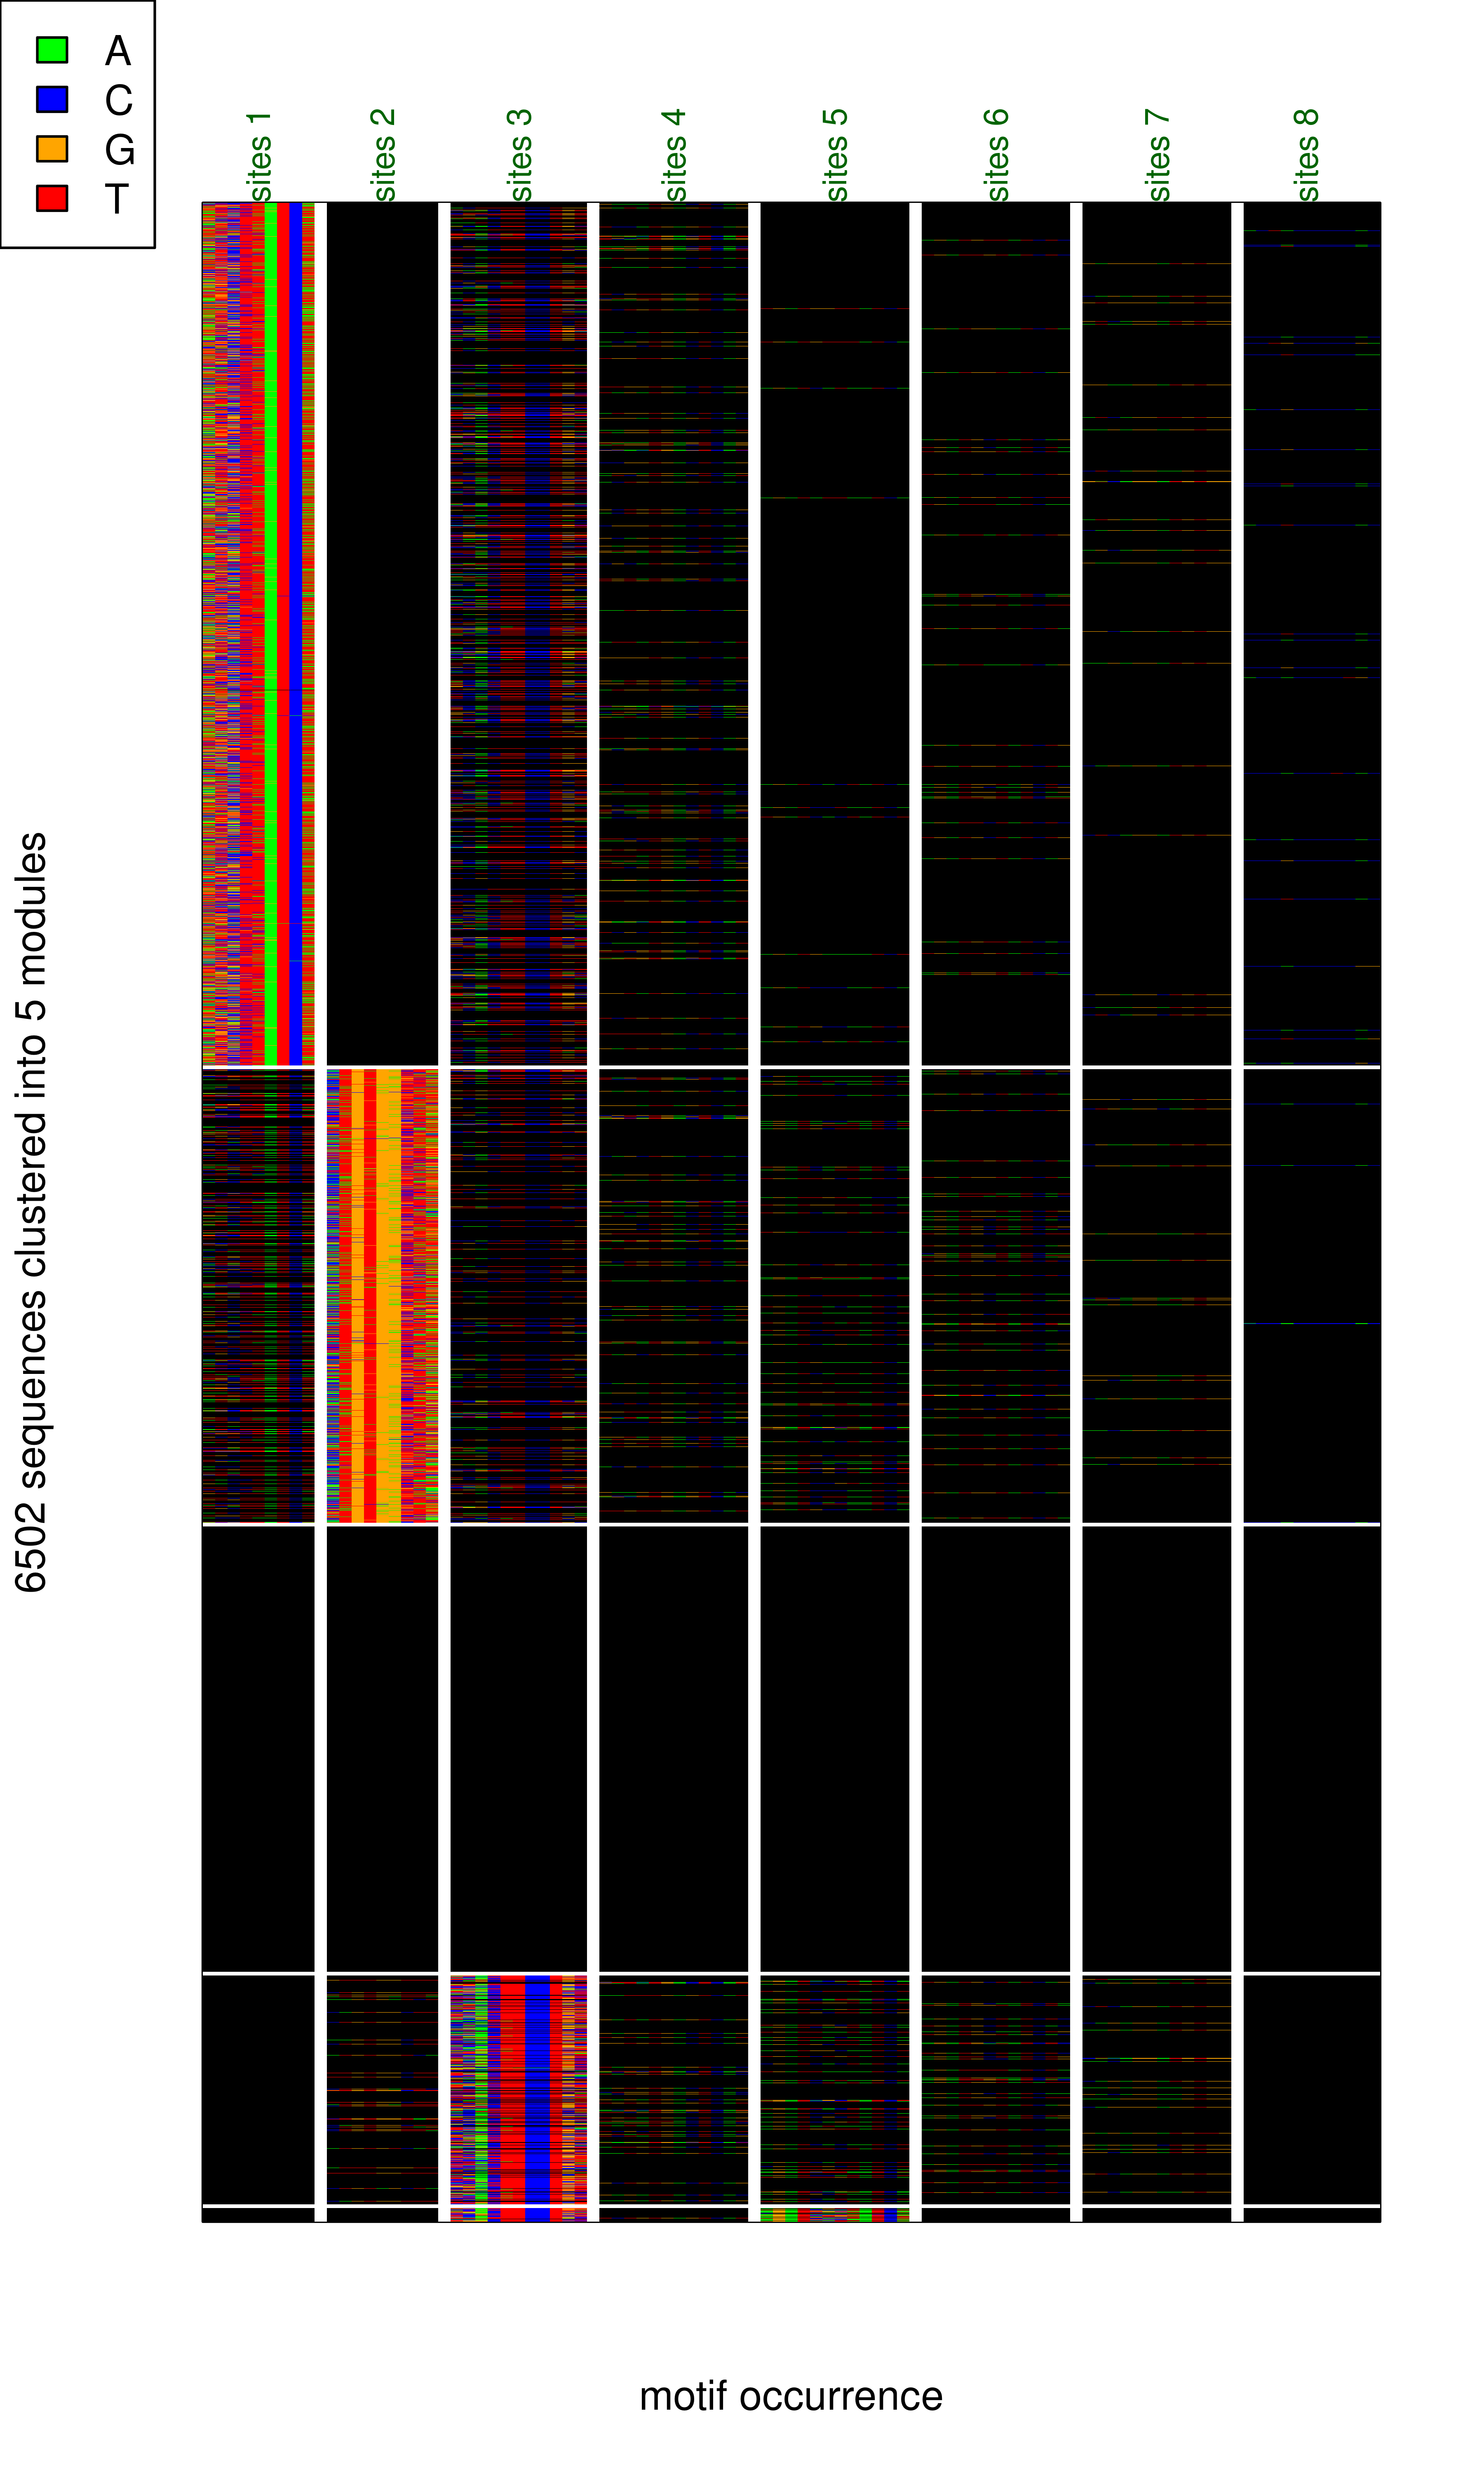 A
C
G
T
sites 1
sites 2
sites 3
sites 4
sites 5
sites 6
sites 7
sites 8
6502 sequences clustered into 5 modules
motif occurrence